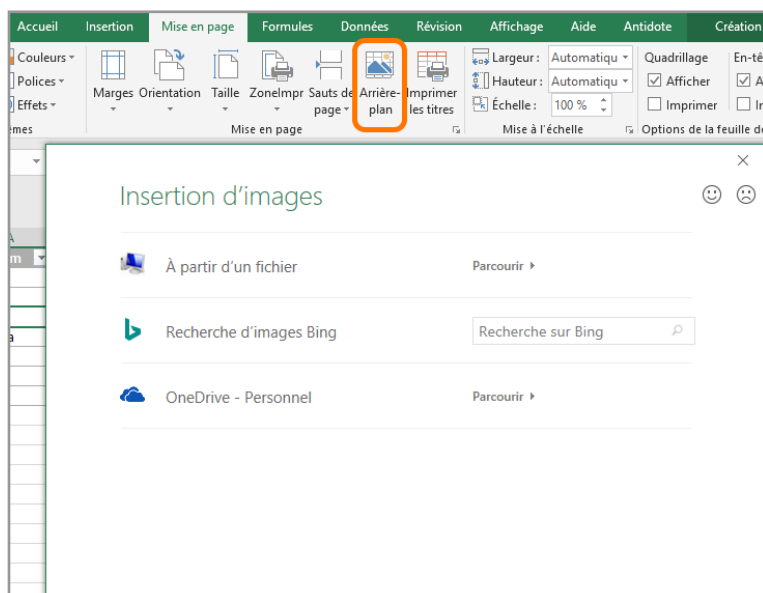 Accueil Insertion Mise en page Formules Données Révision Affichage Aide Antidote Création
Couleurs Marges Orientation Taille ZoneImpr Sauts de page Arrière-plan Imprimer les titres Largeur : Automatiqu Quadrillage En-tê
Polices Hauteur : Automatiqu Afficher A
Effets Échelle : 100 % Imprimer Ir
mes Mise en page Mise à l'échelle Options de la feuille de
A
m
a
Insertion d'images
À partir d'un fichier Parcourir
Recherche d'images Bing Recherche sur Bing
OneDrive - Personnel Parcourir